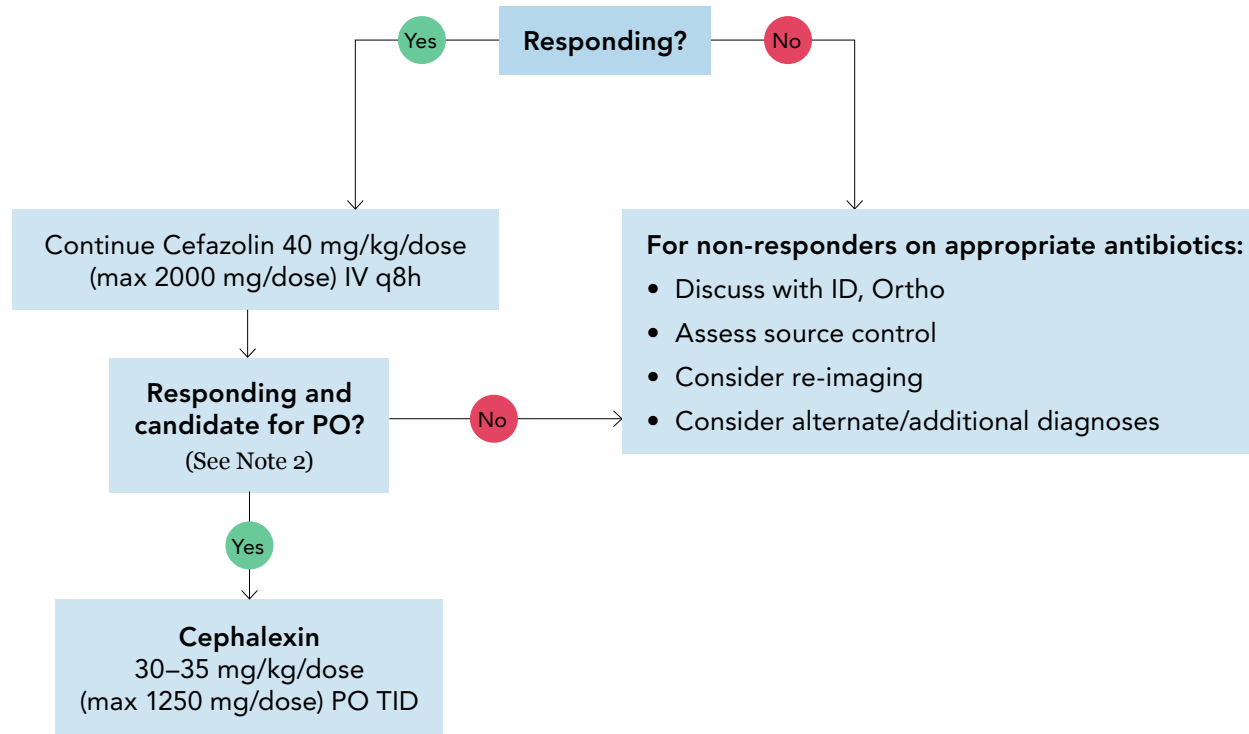 Responding?
Yes
No
Continue Cefazolin 40 mg/kg/dose
(max 2000 mg/dose) IV q8h
For non-responders on appropriate antibiotics:
• Discuss with ID, Ortho
• Assess source control
• Consider re-imaging
• Consider alternate/additional diagnoses
Responding and
candidate for PO?
(See Note 2)
No
Yes
Cephalexin
30–35 mg/kg/dose
(max 1250 mg/dose) PO TID